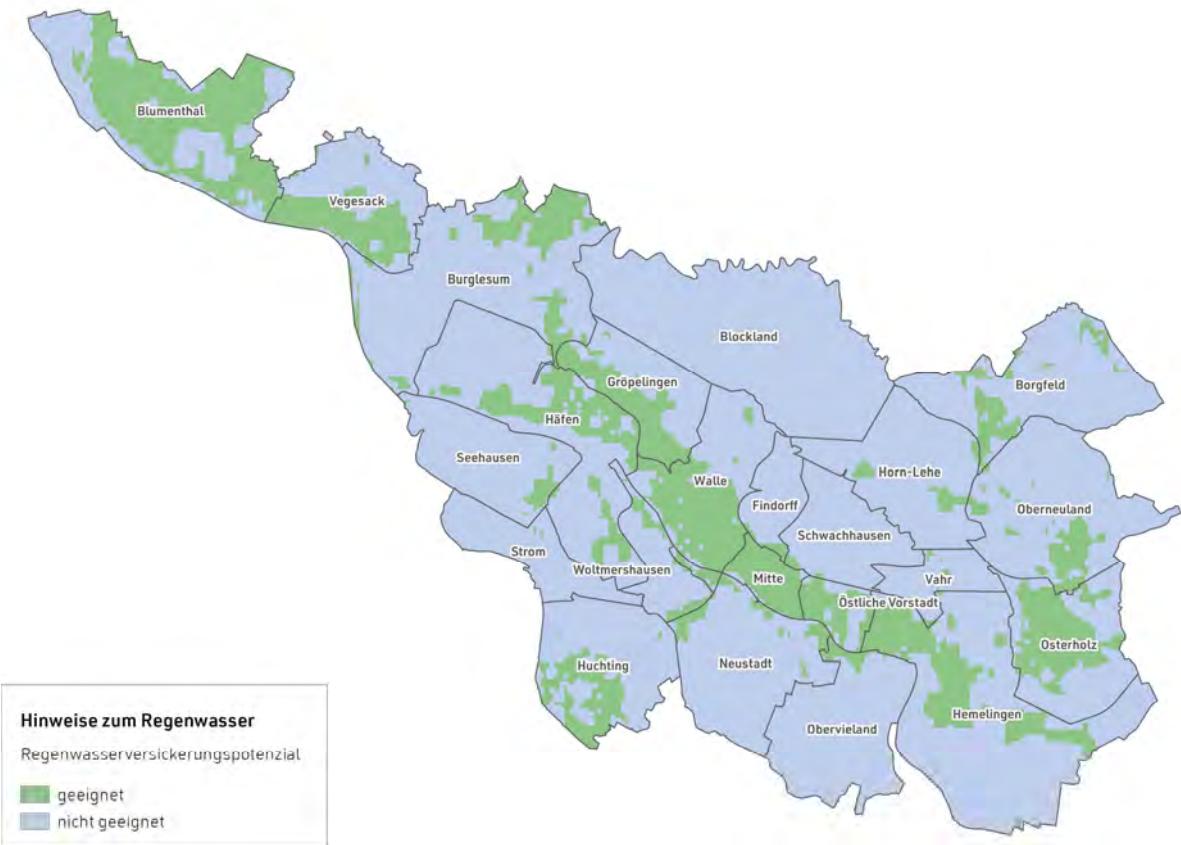 Blumenthal
Vegesack
Burglesum
Blockland
Borgfeld
Gröpelingen
Häfen
Seehausen
Walle
Horn-Lehe
Findorff
Oberneuland
Schwachhausen
Strom
Woltmershausen
Mitte
Vahr
Östliche Vorstadt
Osterholz
Huchting
Neustadt
Hemelingen
Obervieland
Hinweise zum Regenwasser
Regenwasserversickerungspotenzial
geeignet
nicht geeignet